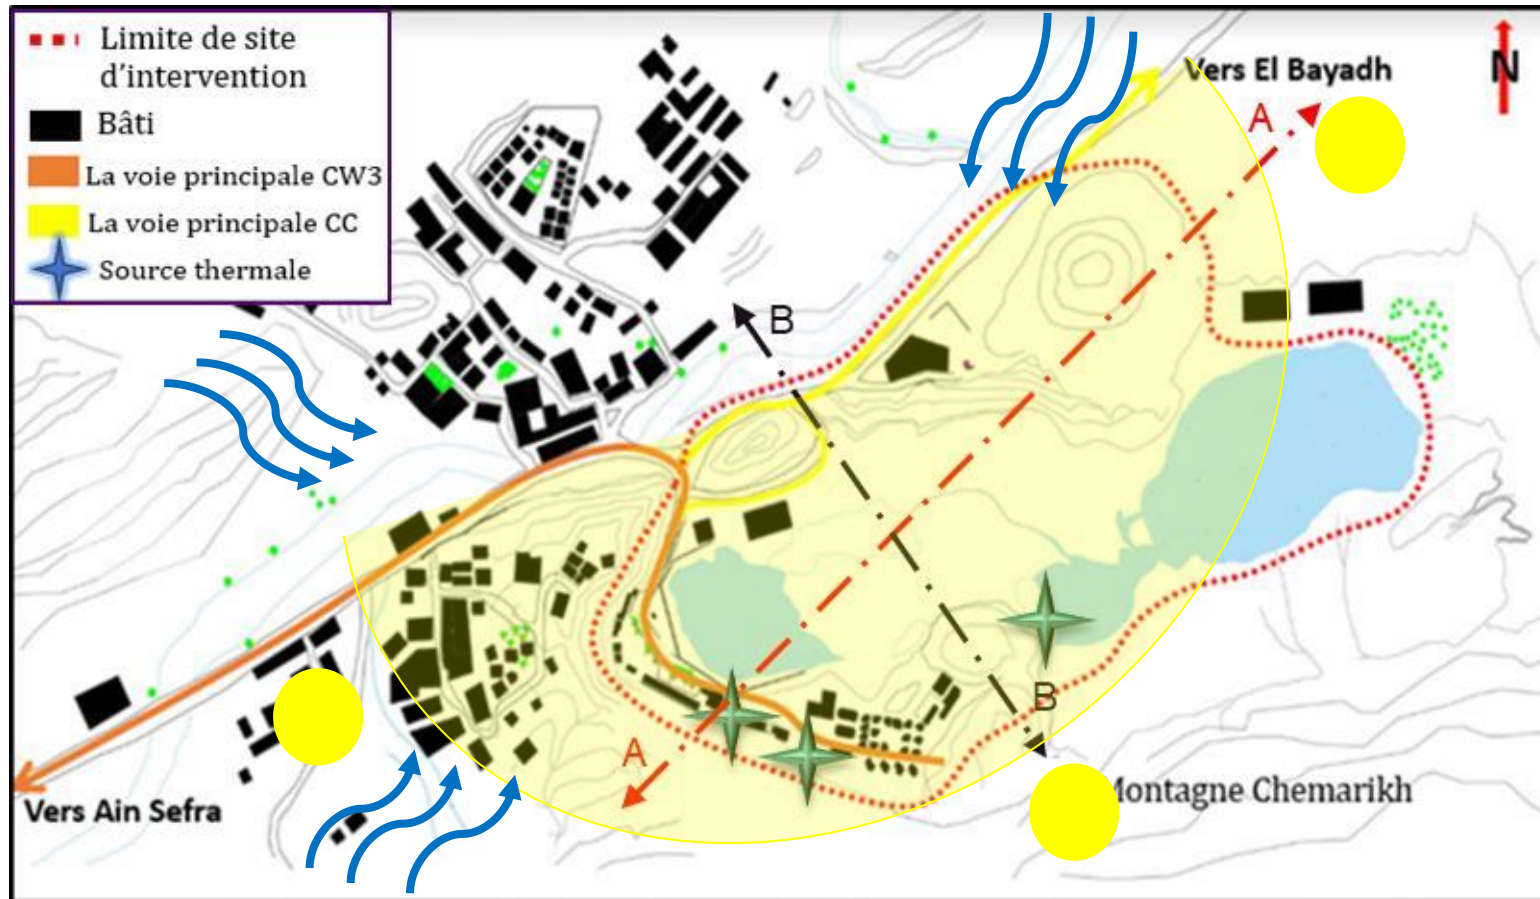 Limite de site
d'intervention
Bâti
La voie principale CW3
La voie principale CC
Source thermale
Vers El Bayadh
N
A
B
B
A
Montagne Chemarikh
Vers Ain Sefra